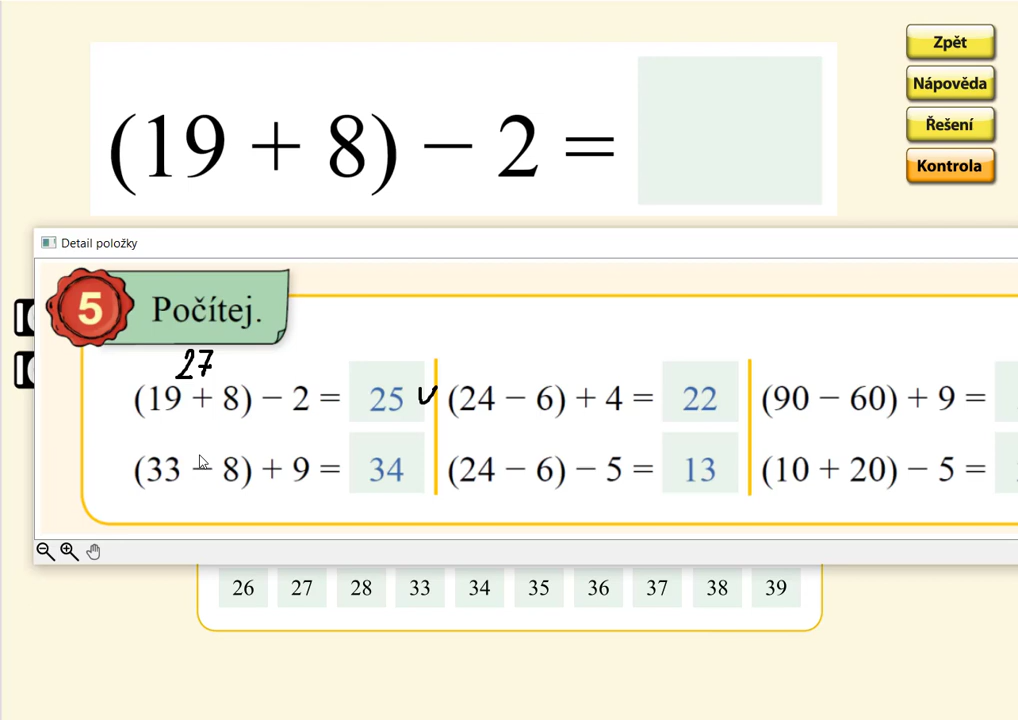 (19 + 8) − 2 =
Zpět
Nápověda
Řešení
Kontrola
Detail položky
5 Počítej.
27
(19 + 8) − 2 = 25 ✓ (24 − 6) + 4 = 22 (90 − 60) + 9 =
(33 − 8) + 9 = 34 (24 − 6) − 5 = 13 (10 + 20) − 5 =
26 27 28 33 34 35 36 37 38 39